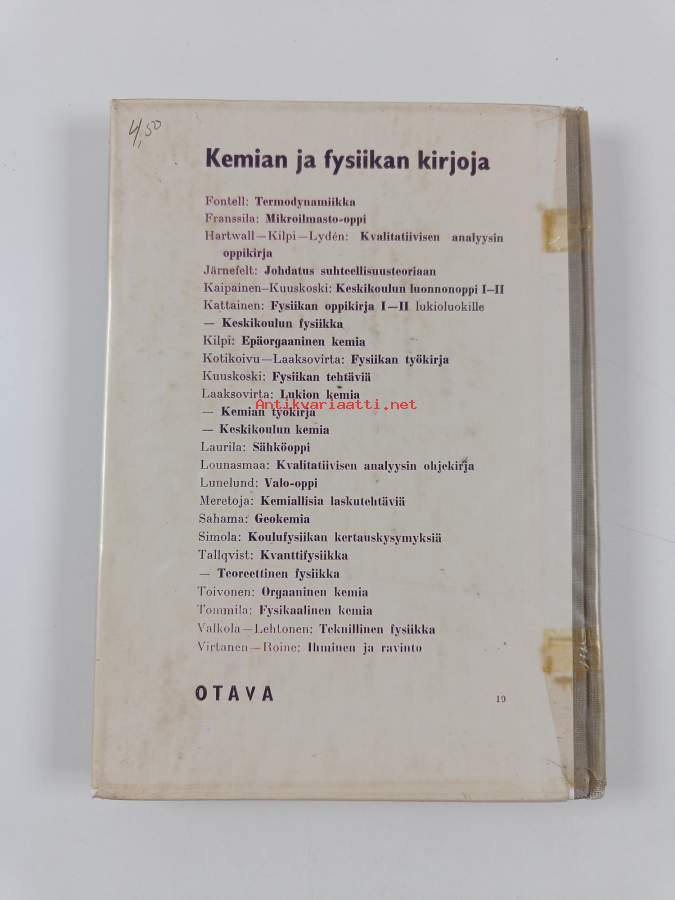 4,50
Kemian ja fysiikan kirjoja
Fontell: Termodynamiikka
Franssila: Mikroilmasto-oppi
Hartwall—Kilpi—Lydén: Kvalitatiivisen analyysin
oppikirja
Järnefelt: Johdatus suhteellisuusteoriaan
Kaipainen—Kuuskoski: Keskikoulun luonnonoppi I—II
Kattainen: Fysiikan oppikirja I—II lukioluokille
— Keskikoulun fysiikka
Kilpi: Epäorgaaninen kemia
Kotikoivu—Laaksovirta: Fysiikan työkirja
Kuuskoski: Fysiikan tehtäviä
Laaksovirta: Lukion kemia
Antikvariaatti.net
— Kemian työkirja
— Keskikoulun kemia
Laurila: Sähköoppi
Lounasmaa: Kvalitatiivisen analyysin ohjekirja
Lunelund: Valo-oppi
Meretoja: Kemiallisia laskutehtäviä
Sahama: Geokemia
Simola: Koulufysiikan kertauskysymyksiä
Tallqvist: Kvanttifysiikka
— Teoreettinen fysiikka
Toivonen: Orgaaninen kemia
Tommila: Fysikaalinen kemia
Valkola—Lehtonen: Teknillinen fysiikka
Virtanen—Roine: Ihminen ja ravinto
OTAVA
19